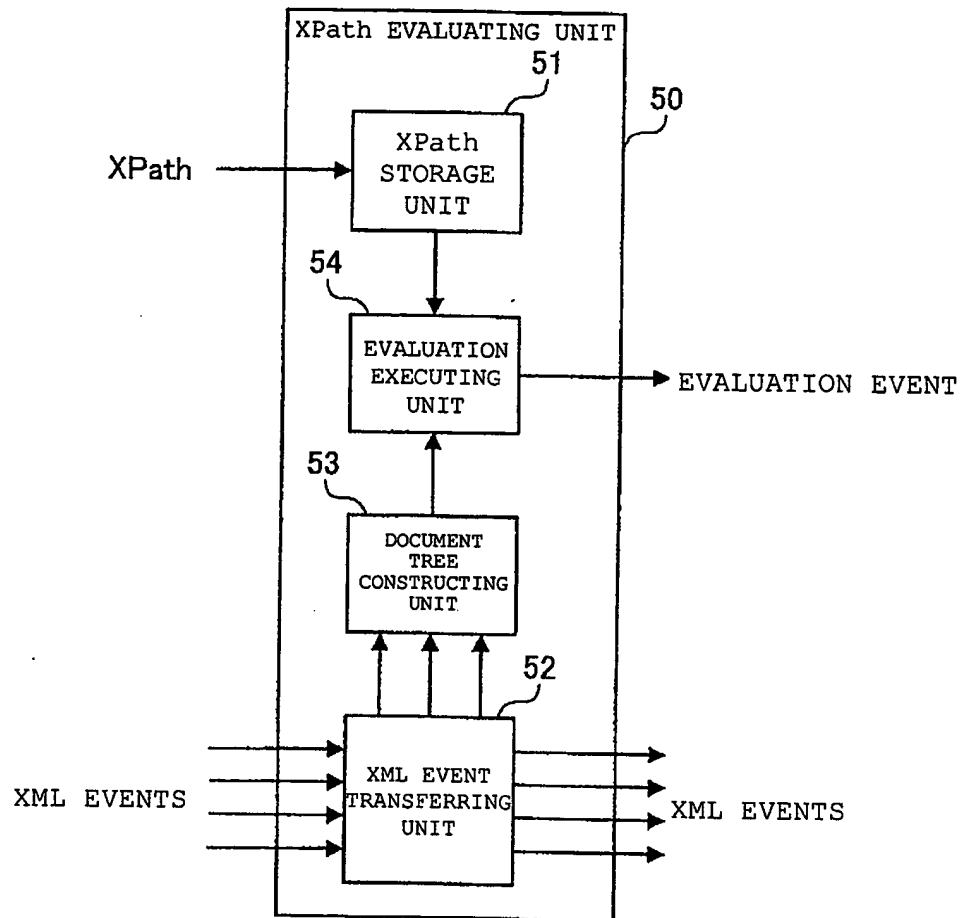 XPath EVALUATING UNIT
51
50
XPath
XPath
STORAGE
UNIT
54
EVALUATION
EXECUTING
UNIT
EVALUATION EVENT
53
DOCUMENT
TREE
CONSTRUCTING
UNIT
52
XML EVENTS
XML EVENT
TRANSFERRING
UNIT
XML EVENTS